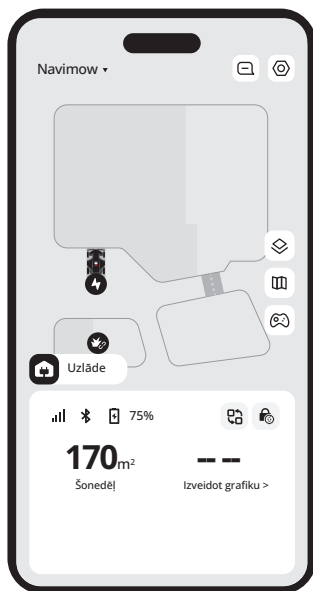 Navimow
Uzlāde
75%
170m²
-- --
Šonedēļ
Izveidot grafiku >